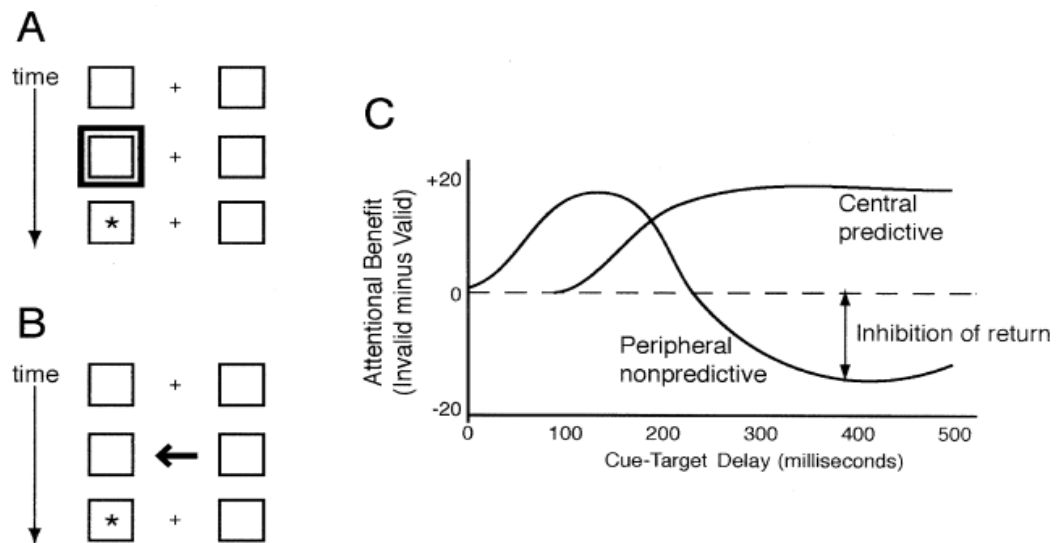 A
time
+
+
*
+
B
time
+
* +
C
Attentional Benefit
(Invalid minus Valid)
+20
0
-20
Central
predictive
Inhibition of return
Peripheral
nonpredictive
0 100 200 300 400 500
Cue-Target Delay (milliseconds)